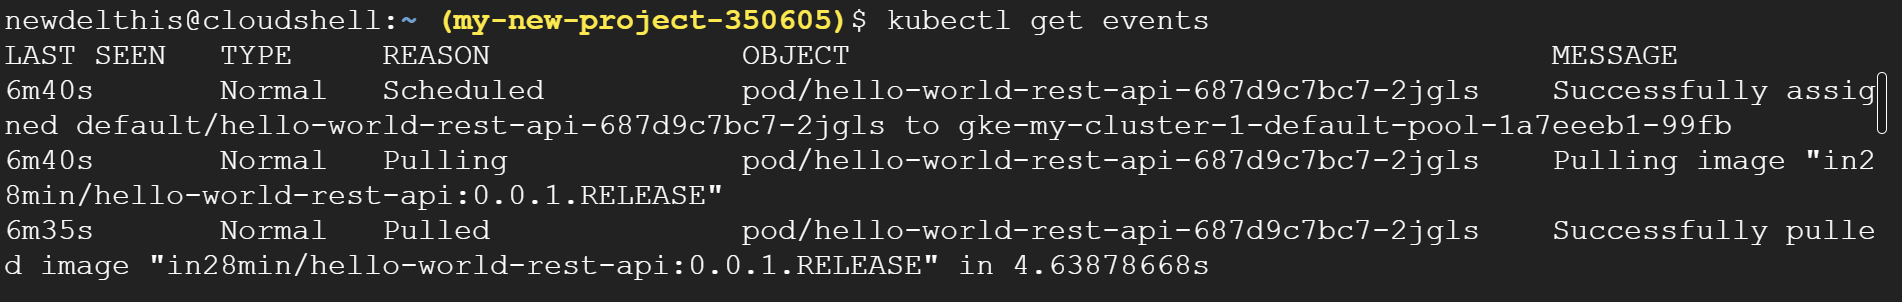 newdelthis@cloudshell:~ (my-new-project-350605)$ kubectl get events
LAST SEEN   TYPE     REASON              OBJECT                                       MESSAGE
6m40s       Normal   Scheduled           pod/hello-world-rest-api-687d9c7bc7-2jgls    Successfully assig
ned default/hello-world-rest-api-687d9c7bc7-2jgls to gke-my-cluster-1-default-pool-1a7eeeb1-99fb
6m40s       Normal   Pulling             pod/hello-world-rest-api-687d9c7bc7-2jgls    Pulling image "in2
8min/hello-world-rest-api:0.0.1.RELEASE"
6m35s       Normal   Pulled              pod/hello-world-rest-api-687d9c7bc7-2jgls    Successfully pulle
d image "in28min/hello-world-rest-api:0.0.1.RELEASE" in 4.63878668s